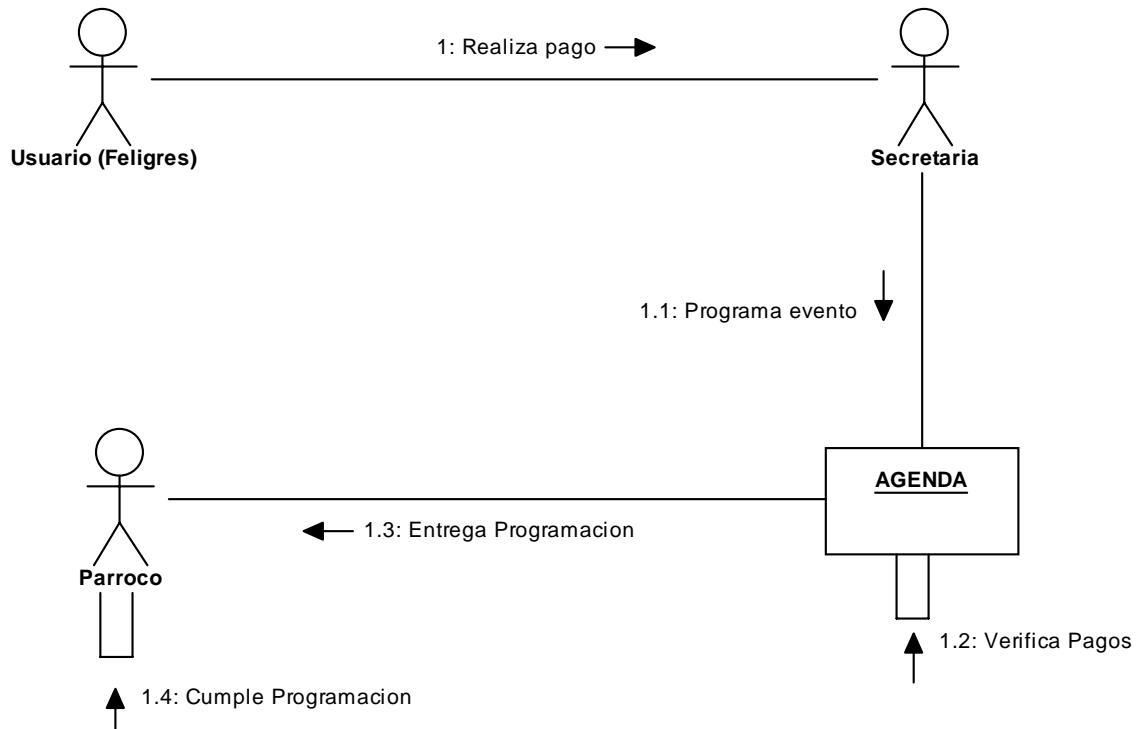 1: Realiza pago
Usuario (Feligres)
Secretaria
1.1: Programa evento
AGENDA
1.3: Entrega Programacion
Parroco
1.2: Verifica Pagos
1.4: Cumple Programacion